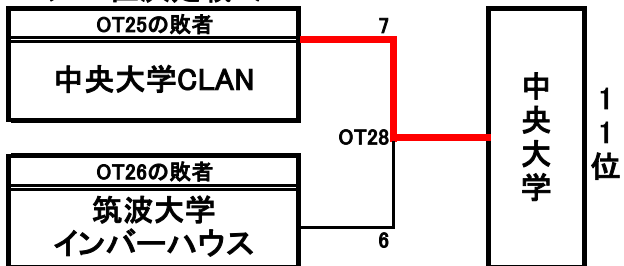 OT25の敗者
7
中央大学CLAN
OT28
中央大学
11位
OT26の敗者
筑波大学
インバーハウス
6